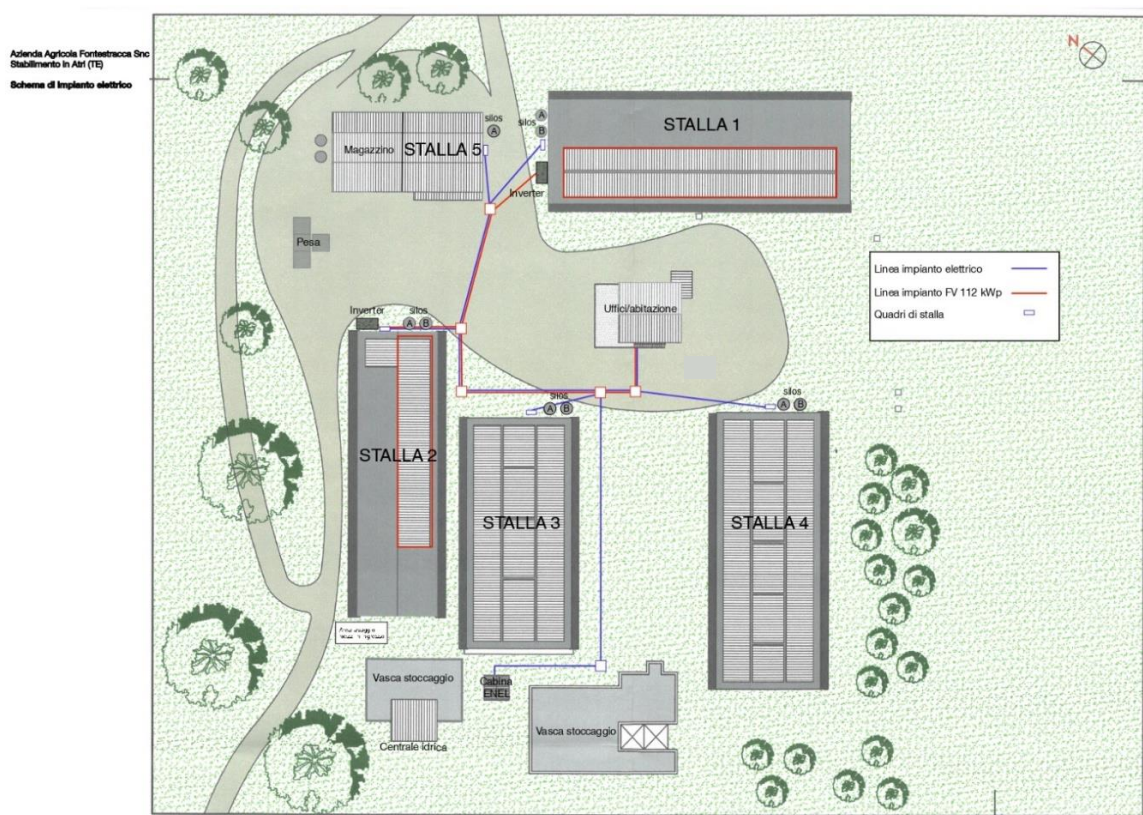 Azienda Agricola Fontestracca Snc
Stabilimento in Atri (TE)
Schema di Impianto elettrico
N
silos
A
silos
A
B
STALLA 1
Magazzino
STALLA 5
Inverter
Pesa
Linea impianto elettrico
Linea impianto FV 112 kWp
Quadri di stalla
Uffici/abitazione
Inverter
silos
A B
silos
A B
silos
A B
STALLA 2
STALLA 3
STALLA 4
Vasca stoccaggio
Cabina
ENEL
Vasca stoccaggio
Centrale idrica